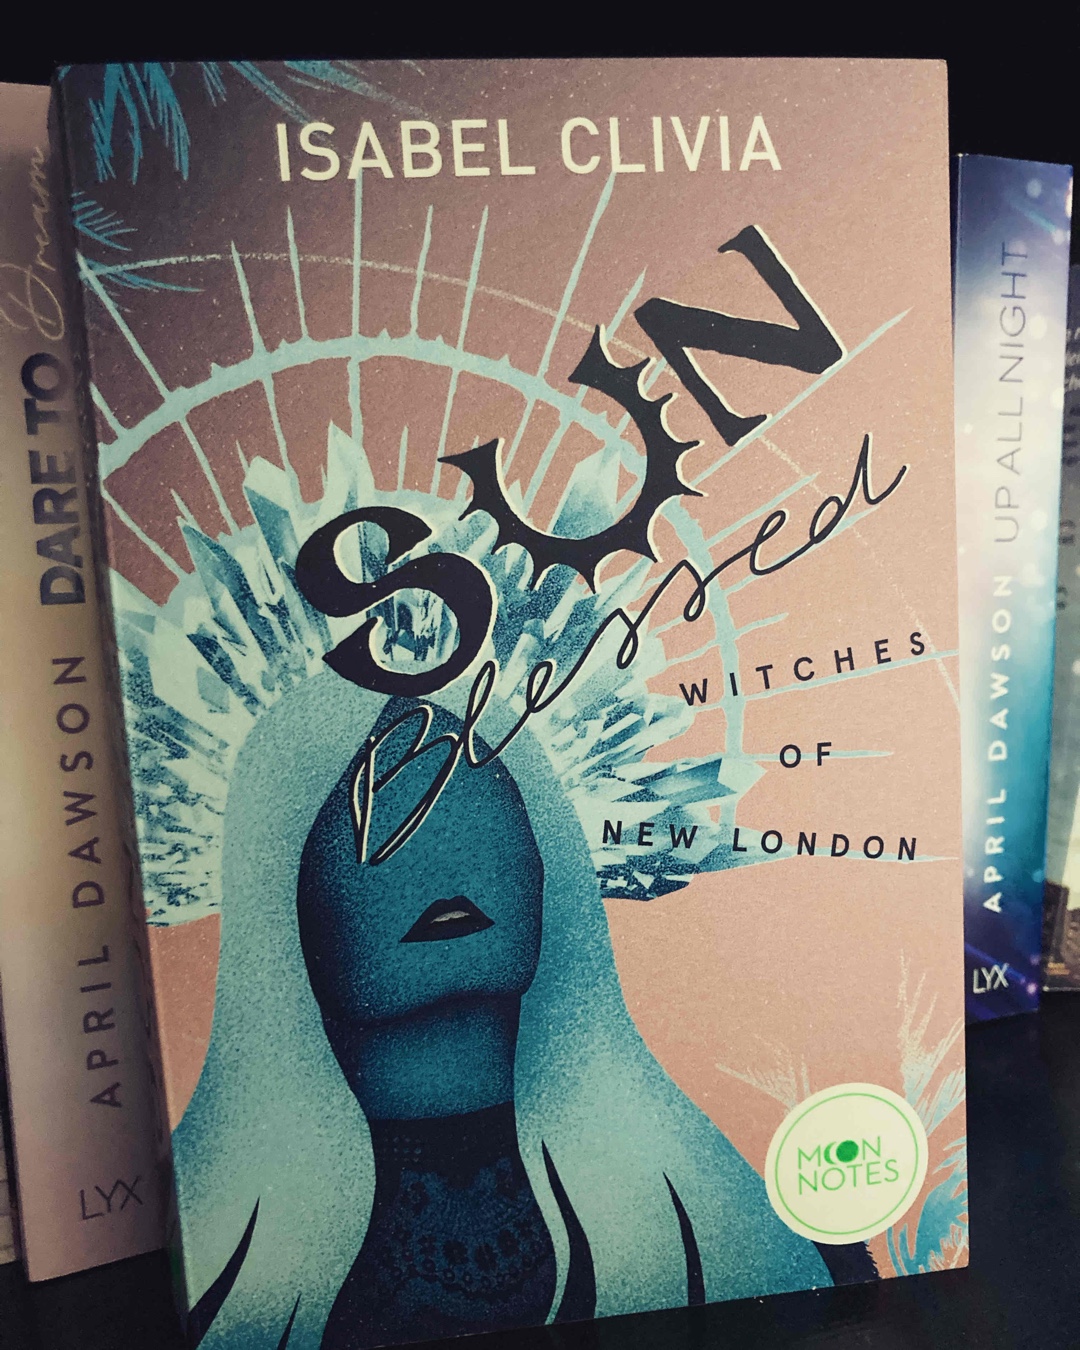 ISABEL CLIVIA
SUN
Blessed
WITCHES
OF
NEW LONDON
MOON
NOTES
APRIL DAWSON DARE TO Dream
LYX
APRIL DAWSON UP ALL NIGHT
LYX